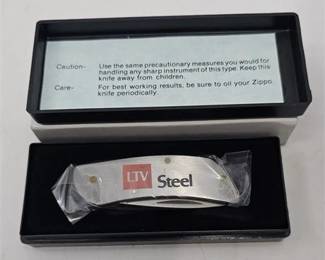 Caution- Use the same precautionary measures you would for
handling any sharp instrument of this type. Keep this
knife away from children.
Care- For best working results, be sure to oil your Zippo
knife periodically.
LTV Steel